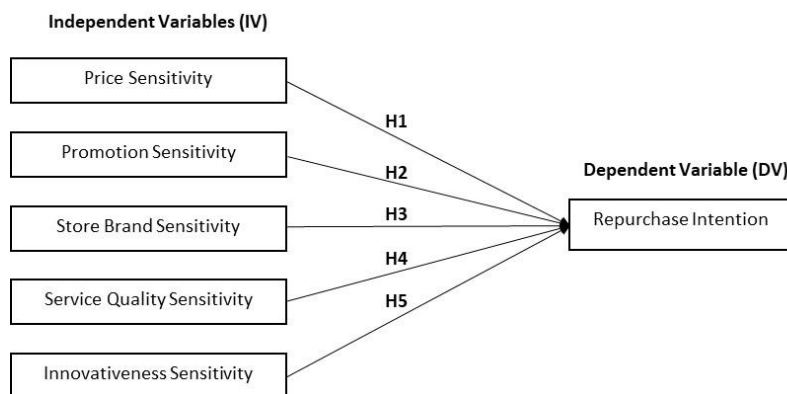 Independent Variables (IV)
Price Sensitivity
H1
Promotion Sensitivity
H2
Dependent Variable (DV)
Store Brand Sensitivity
H3
Repurchase Intention
H4
Service Quality Sensitivity
H5
Innovativeness Sensitivity